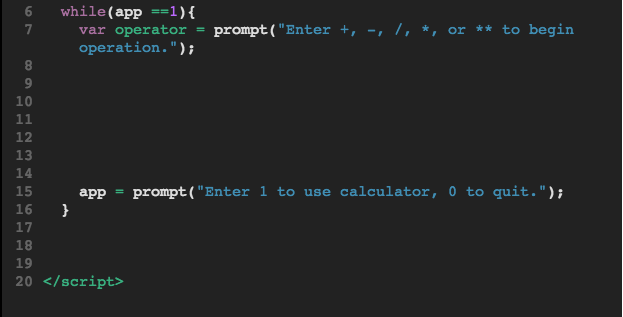 6 while(app ==1){
7 var operator = prompt("Enter +, -, /, *, or ** to begin
operation.");
8
9
10
11
12
13
14
15 app = prompt("Enter 1 to use calculator, 0 to quit.");
16 }
17
18
19
20 </script>